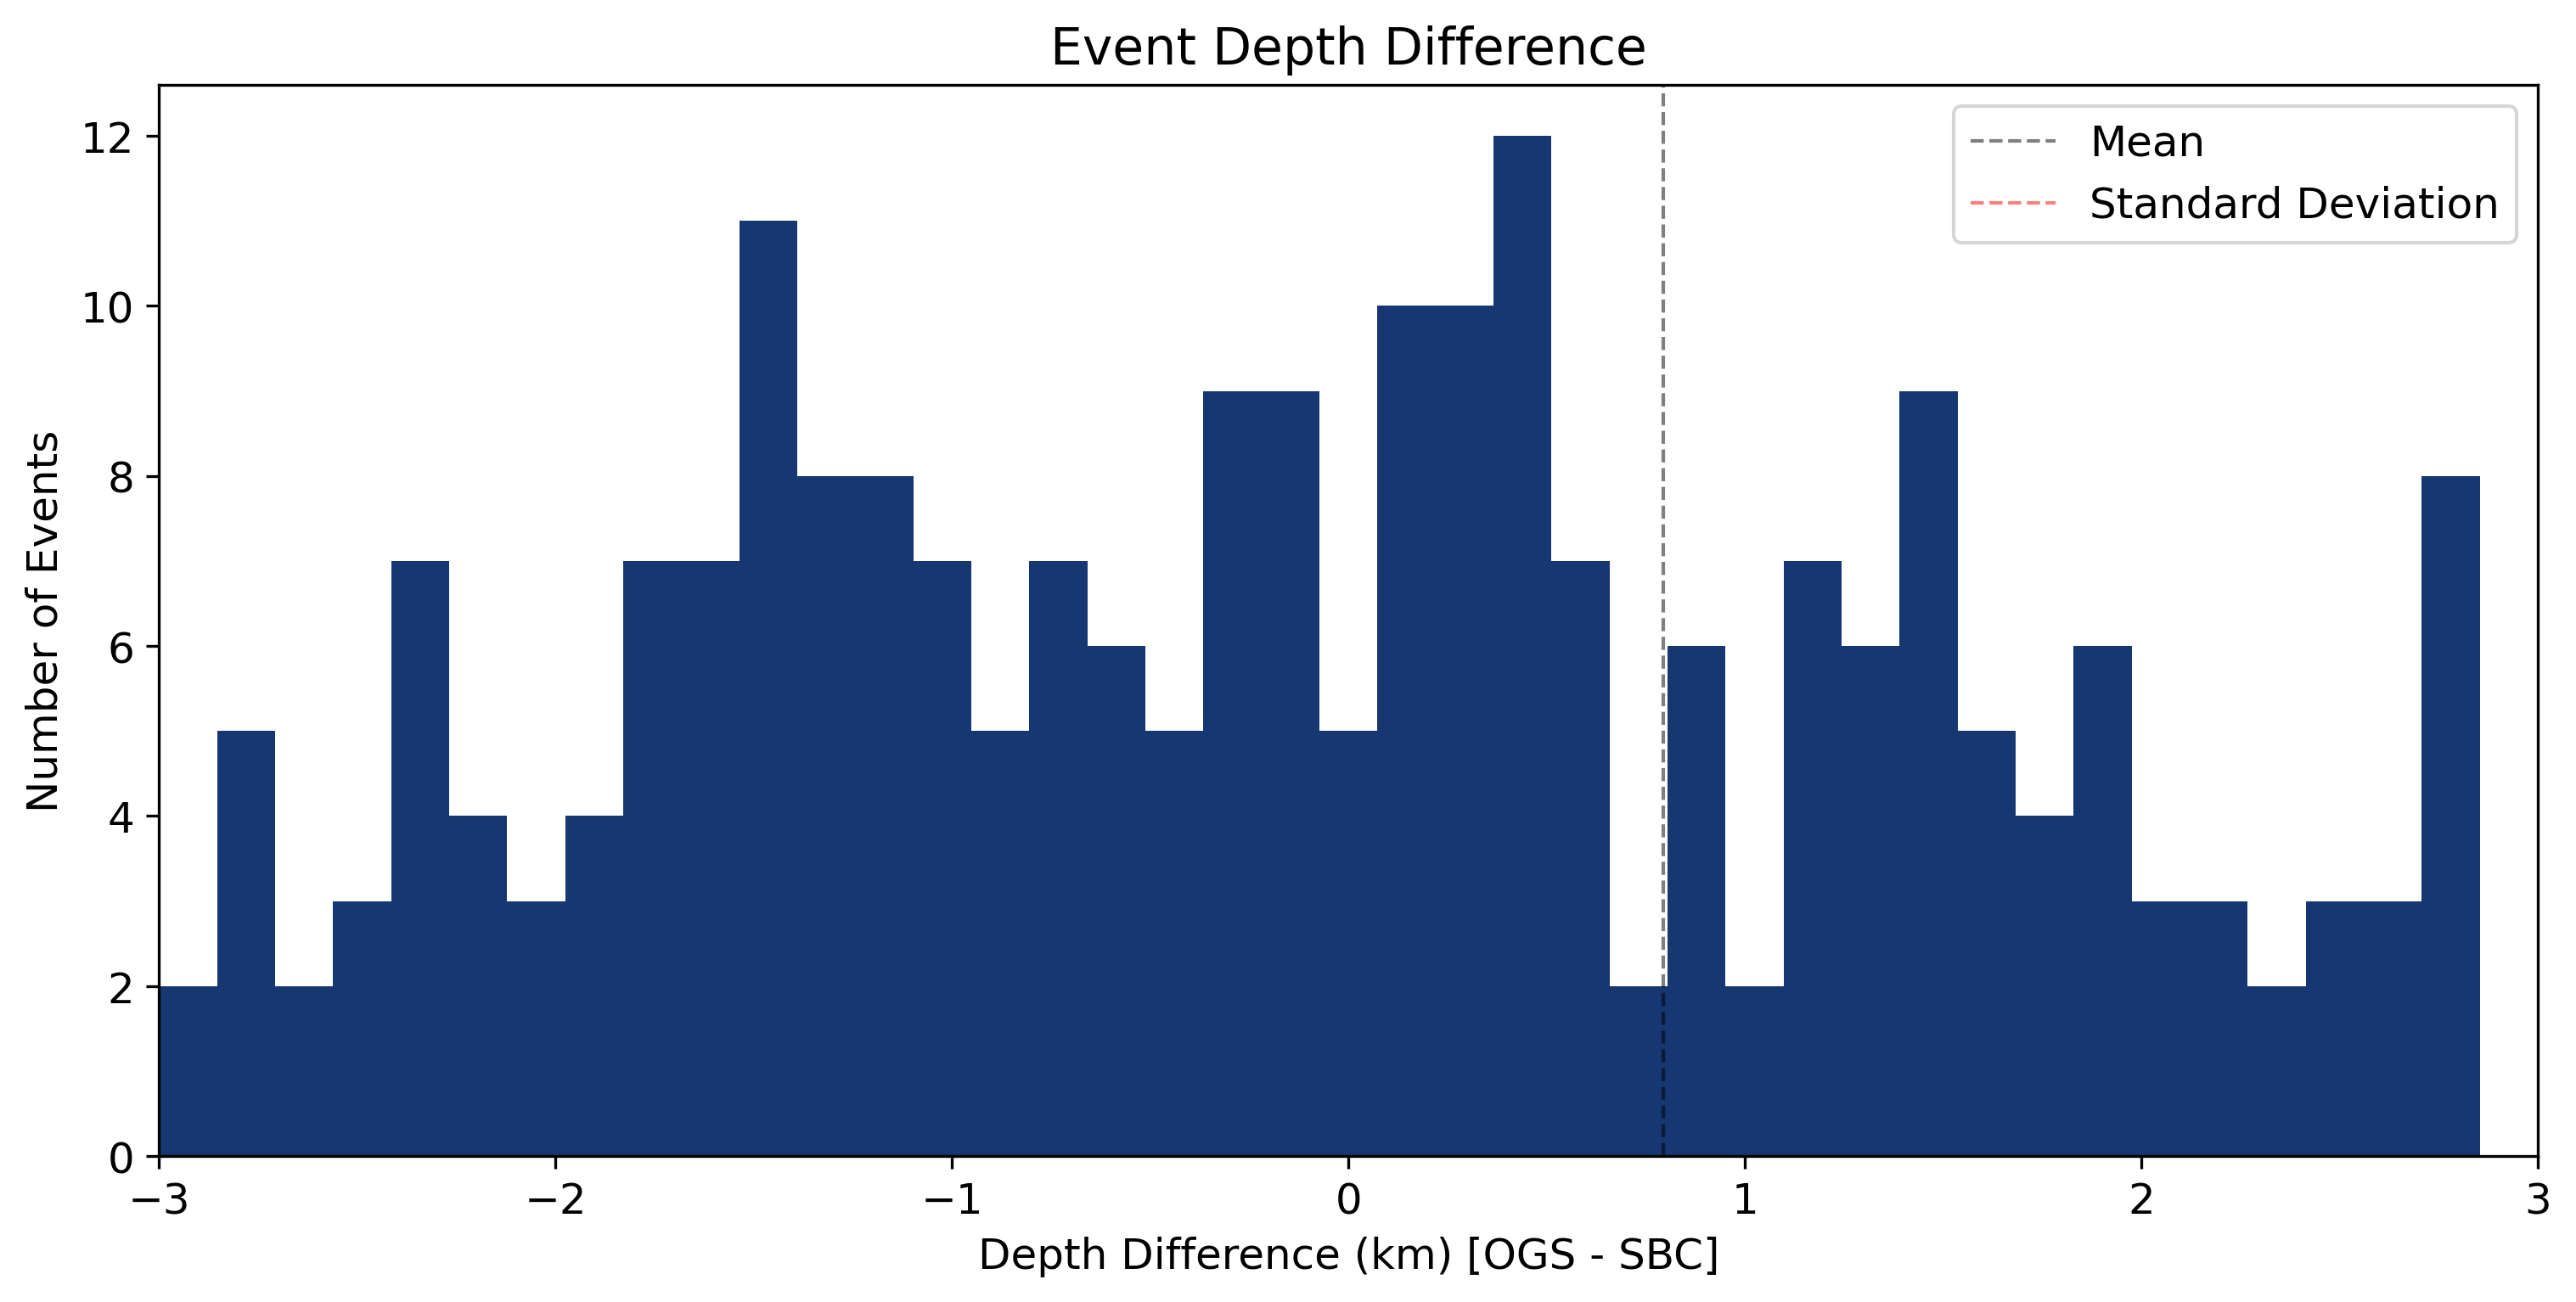 Event Depth Difference
Mean
Standard Deviation
12
10
8
6
4
2
0
Number of Events
−3
−2
−1
0
1
2
3
Depth Difference (km) [OGS - SBC]